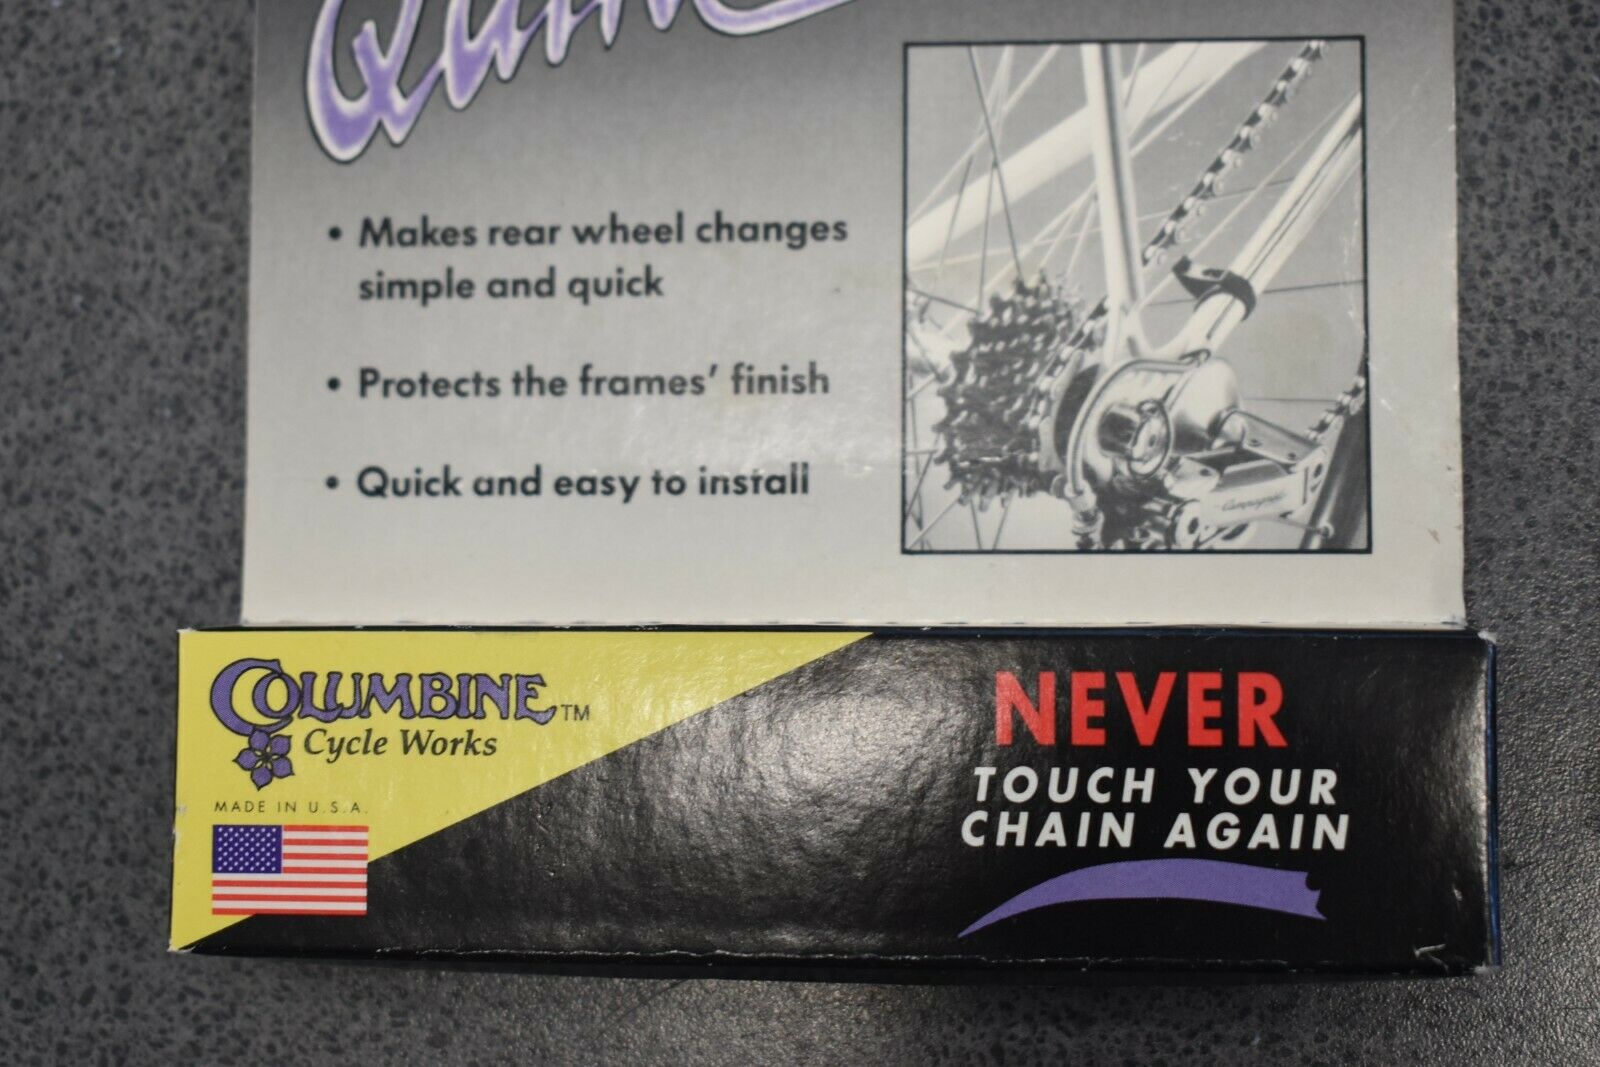 • Makes rear wheel changes
simple and quick
• Protects the frames' finish
• Quick and easy to install
Campagnolo
COLUMBINE™
Cycle Works
MADE IN U.S.A.
NEVER
TOUCH YOUR
CHAIN AGAIN